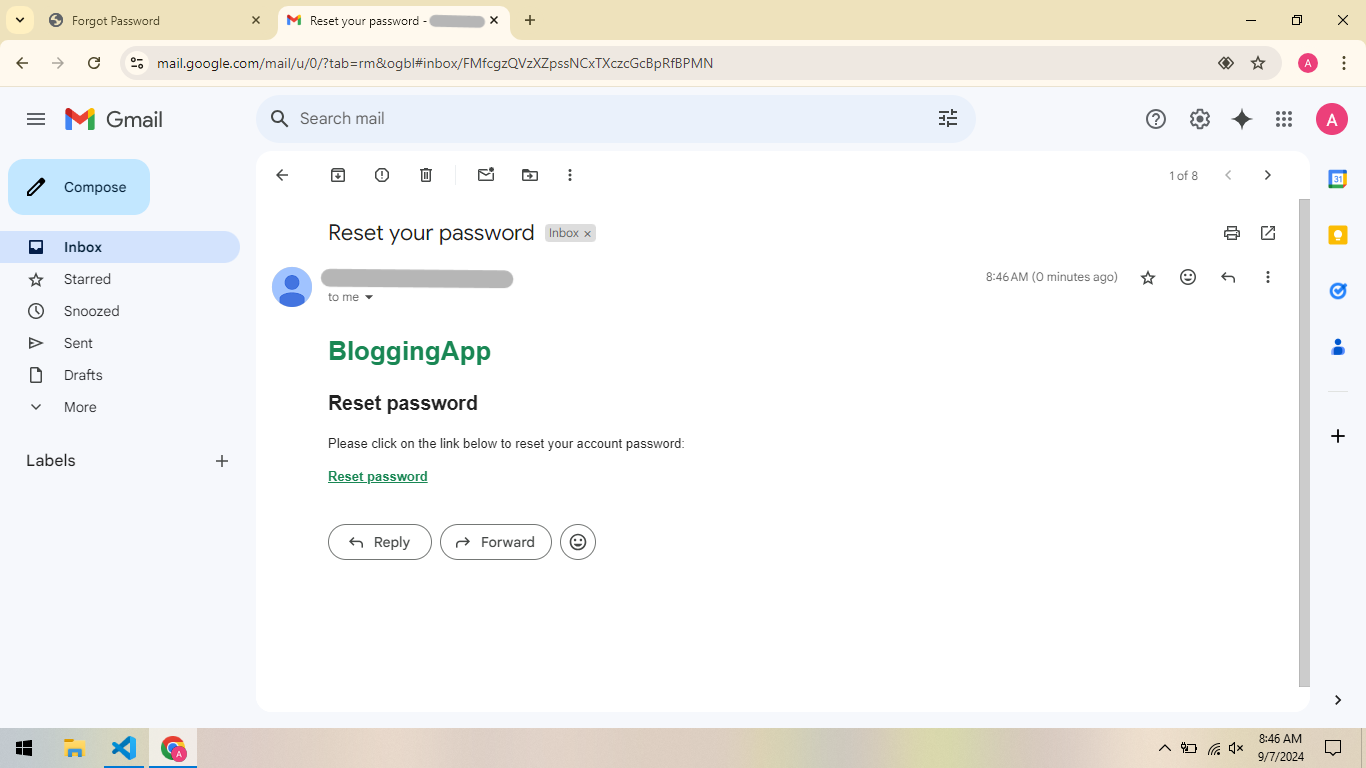 Forgot Password
Reset your password -
mail.google.com/mail/u/0/?tab=rm&ogbl#inbox/FMfcgzQVzXZpssNCxTXczcGcBpRfBPMN
A
Gmail
Search mail
A
Compose
1 of 8
31
Inbox
Starred
Snoozed
Sent
Drafts
More
Labels
Reset your password Inbox ×
8:46 AM (0 minutes ago)
to me
BloggingApp
Reset password
Please click on the link below to reset your account password:
Reset password
Reply
Forward
A
8:46 AM
9/7/2024